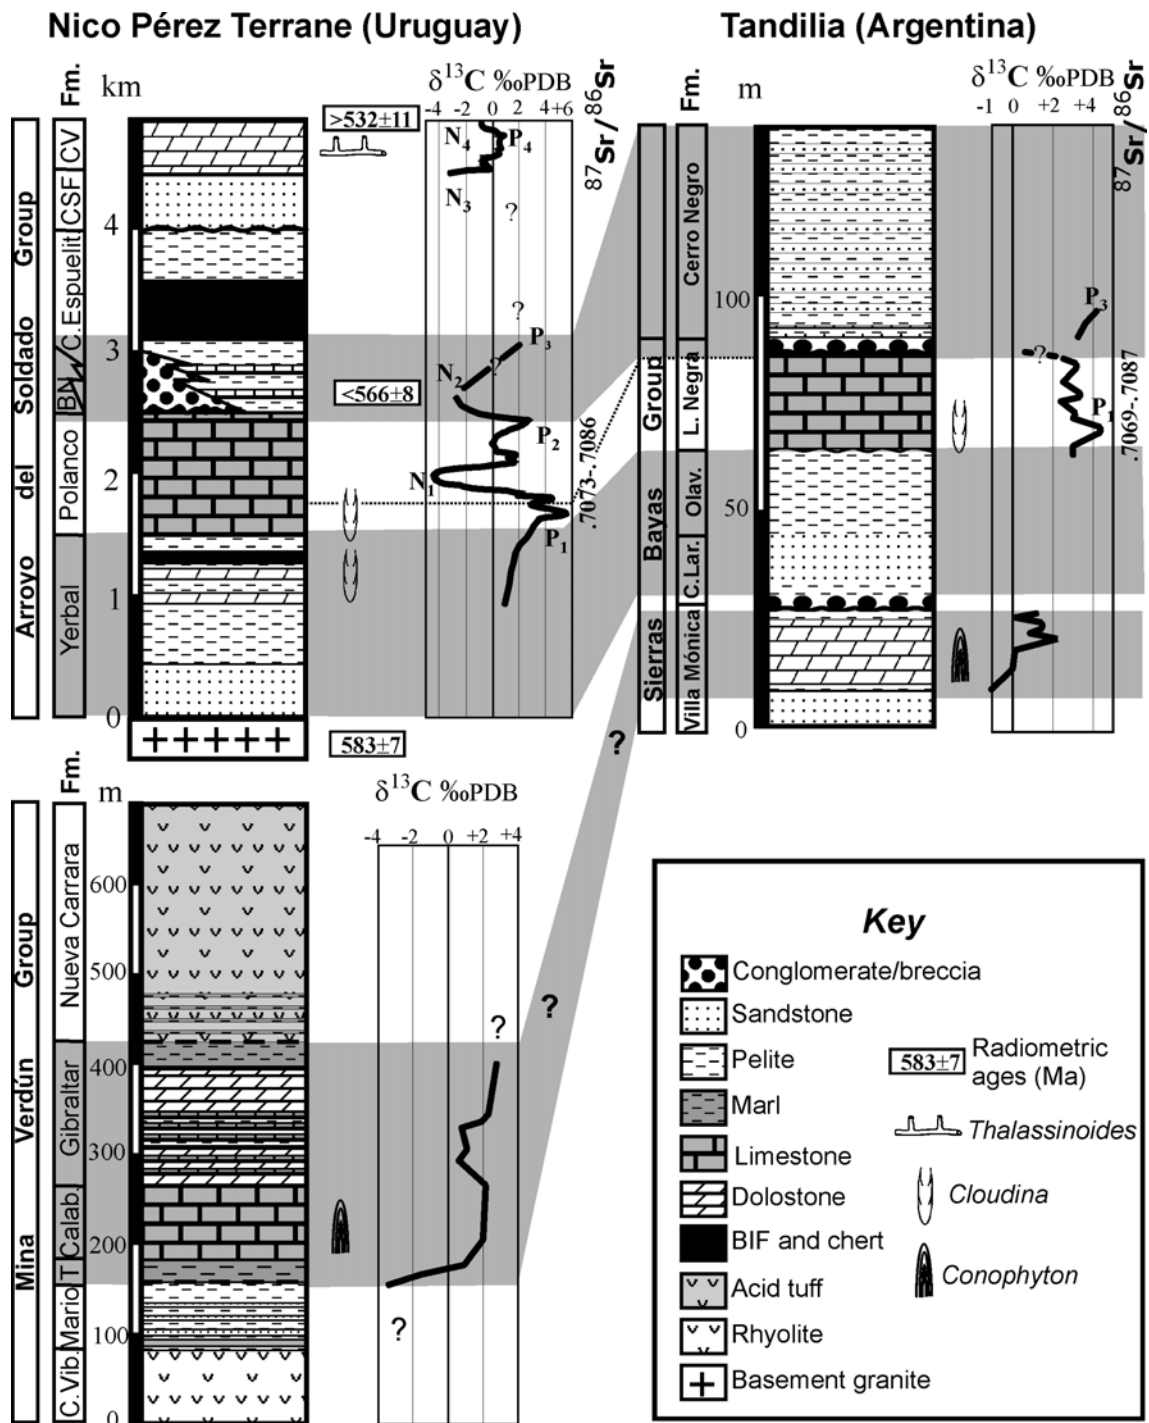 Nico Pérez Terrane (Uruguay)
Tandilia (Argentina)
Fm.
km
δ13C ‰PDB
-4 -2 0 2 4 +6
87Sr/86Sr
>532±11
N4
P4
N3
?
?
P3
?
N2
<566±8
P2
N1
P1
.7073-.7086
583±7
4
3
2
1
0
Arroyo del Soldado Group
CV
CSF
C.Espuelit
BN
Polanco
Yerbal
Fm.
m
δ13C ‰PDB
-1 0 +2 +4
87Sr/86Sr
100
50
0
Sierras Bayas Group
Cerro Negro
L. Negra
Olav.
C.Lar.
Villa Mónica
P3
?
P1
.7069-.7087
?
?
Fm.
m
δ13C ‰PDB
-4 -2 0 +2 +4
600
500
400
300
200
100
0
Mina Verdún Group
Nueva Carrara
Gibraltar
Calab.
T
Mario
C.Vib.
?
?
Key
Conglomerate/breccia
Sandstone
Pelite
Marl
Limestone
Dolostone
BIF and chert
Acid tuff
Rhyolite
Basement granite
583±7
Radiometric
ages (Ma)
Thalassinoides
Cloudina
Conophyton